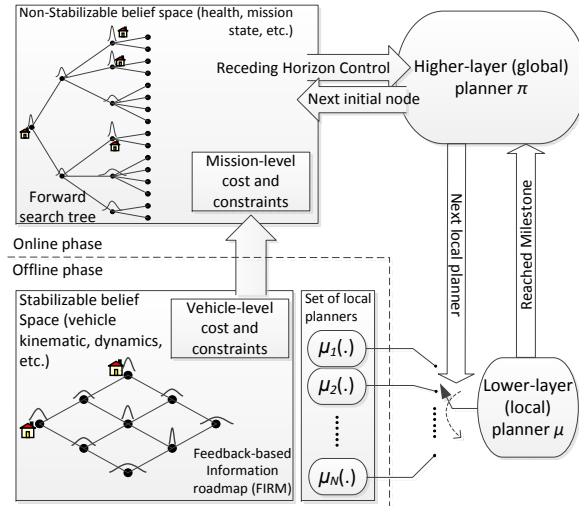 Non-Stabilizable belief space (health, mission
state, etc.)
Forward
search tree
Mission-level
cost and
constraints
Receding Horizon Control
Next initial node
Higher-layer (global)
planner π
Next local
planner
Reached Milestone
Online phase
Offline phase
Stabilizable belief
Space (vehicle
kinematic, dynamics,
etc.)
Vehicle-level
cost and
constraints
Feedback-based
Information
roadmap (FIRM)
Set of local
planners
μ1(.)
μ2(.)
μN(.)
Lower-layer
(local)
planner μ